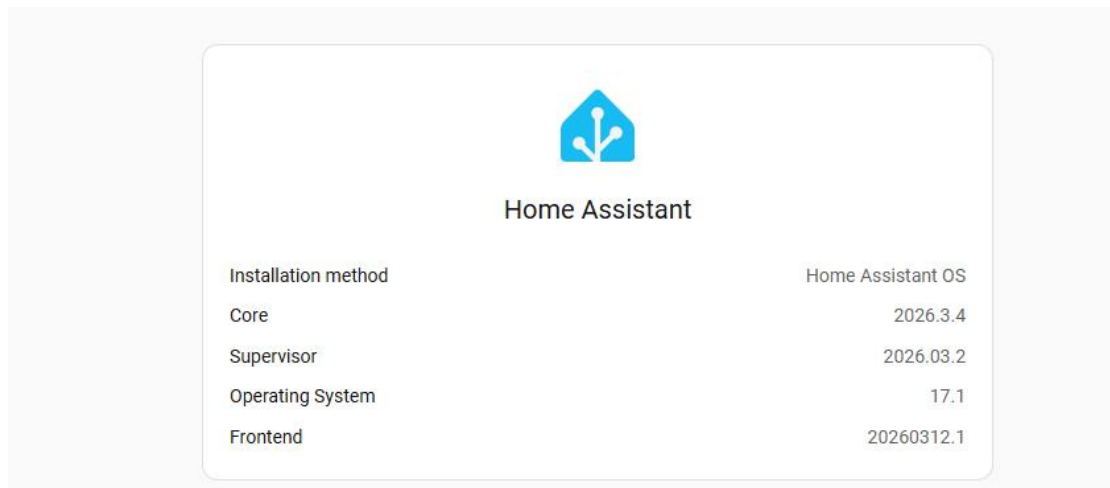 Home Assistant
Installation method Home Assistant OS
Core 2026.3.4
Supervisor 2026.03.2
Operating System 17.1
Frontend 20260312.1